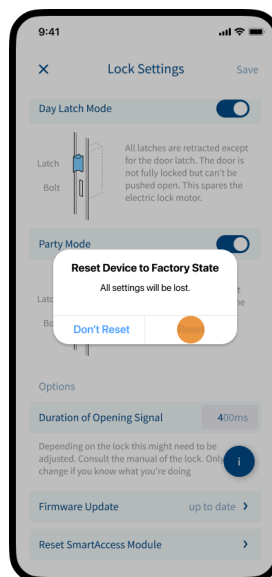 9:41
Lock Settings
Save
Day Latch Mode
All latches are retracted except
for the door latch. The door is
not fully locked but can't be
pushed open. This spares the
electric lock motor.
Latch
Bolt
Party Mode
Reset Device to Factory State
All settings will be lost.
Don't Reset
Reset
Options
Duration of Opening Signal
400ms
Depending on the lock this might need to be
adjusted. Consult the manual of the lock. Only
change if you know what you're doing
i
Firmware Update
up to date
Reset SmartAccess Module